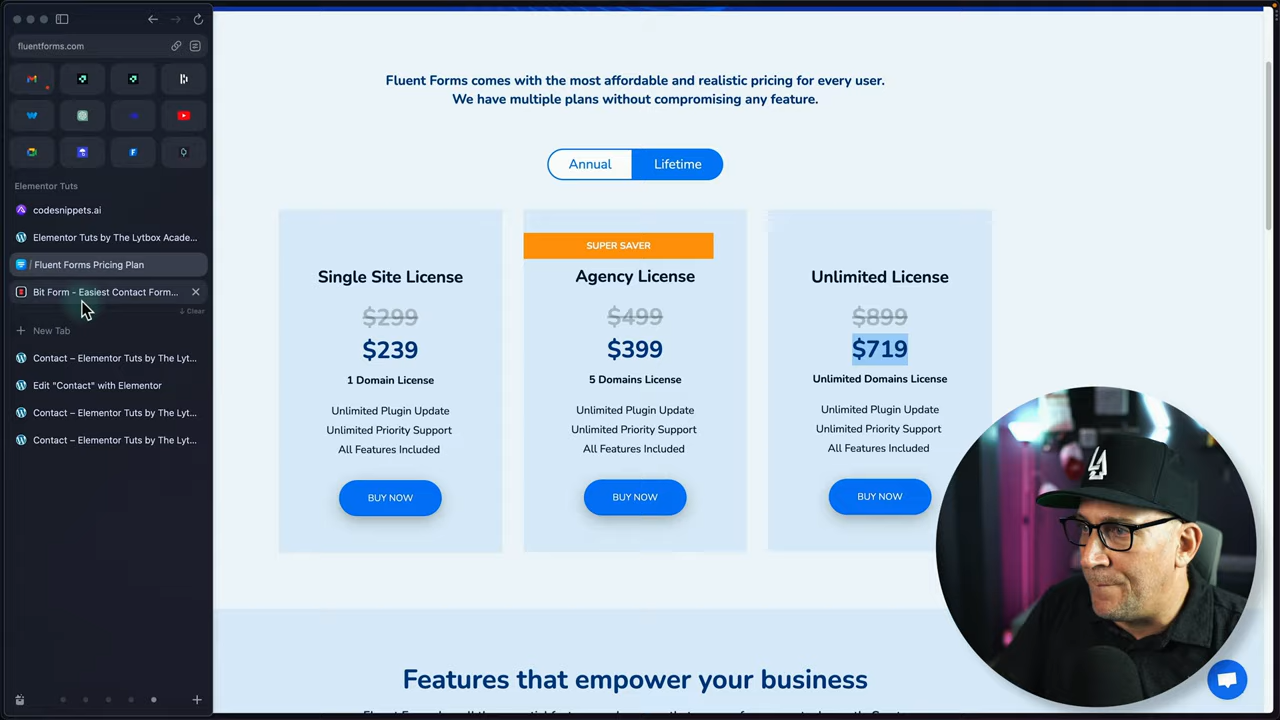 fluentforms.com
Elementor Tuts
codesnippets.ai
Elementor Tuts by The Lytbox Acade...
/ Fluent Forms Pricing Plan
Bit Form - Easiest Contact Form...
↓ Clear
New Tab
Contact – Elementor Tuts by The Lyt...
Edit "Contact" with Elementor
Contact – Elementor Tuts by The Lyt...
Contact – Elementor Tuts by The Lyt...
Fluent Forms comes with the most affordable and realistic pricing for every user.
We have multiple plans without compromising any feature.
Annual
Lifetime
Single Site License
$299
$239
1 Domain License
Unlimited Plugin Update
Unlimited Priority Support
All Features Included
BUY NOW
SUPER SAVER
Agency License
$499
$399
5 Domains License
Unlimited Plugin Update
Unlimited Priority Support
All Features Included
BUY NOW
Unlimited License
$899
$719
Unlimited Domains License
Unlimited Plugin Update
Unlimited Priority Support
All Features Included
BUY NOW
Features that empower your business